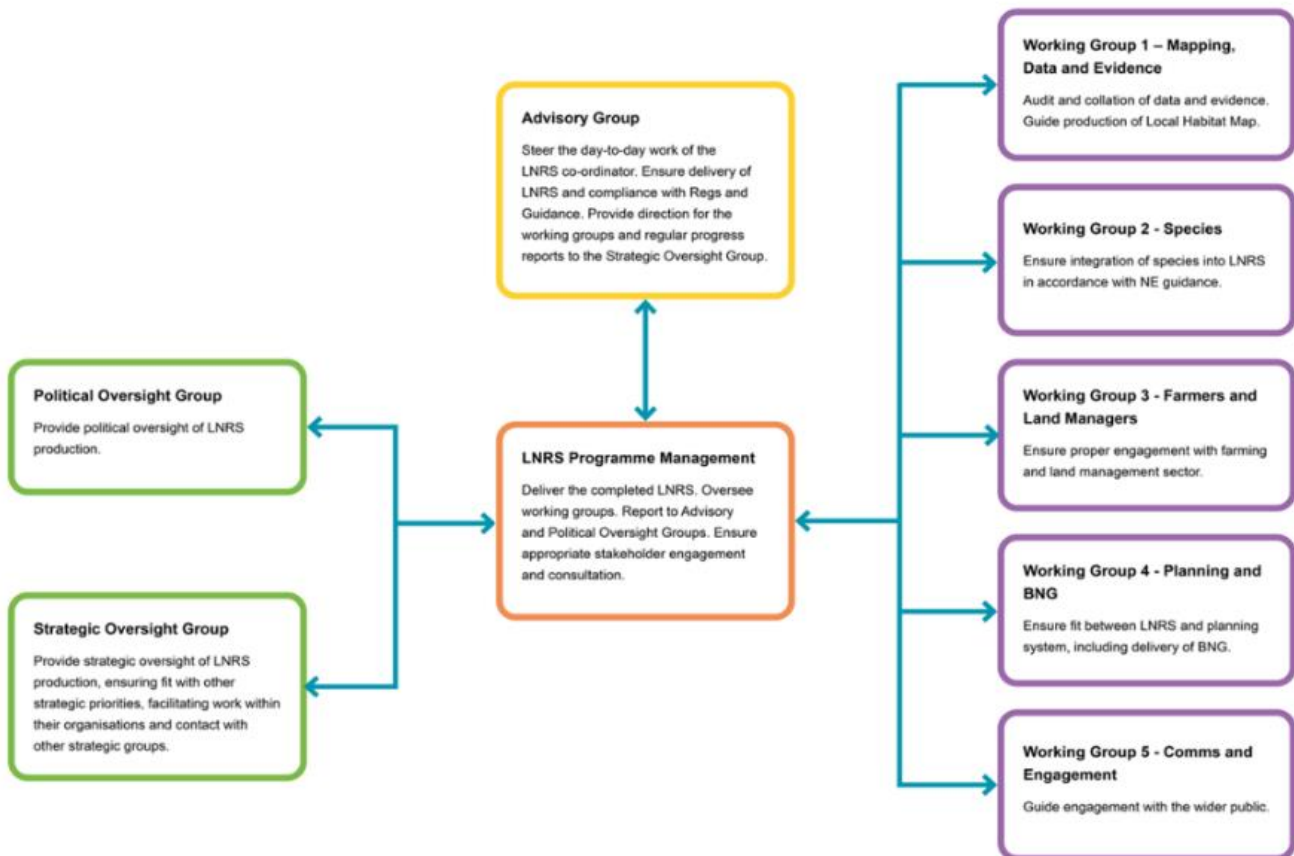 Political Oversight Group
Provide political oversight of LNRS
production.
Strategic Oversight Group
Provide strategic oversight of LNRS
production, ensuring fit with other
strategic priorities, facilitating work within
their organisations and contact with
other strategic groups.
Advisory Group
Steer the day-to-day work of the
LNRS co-ordinator. Ensure delivery of
LNRS and compliance with Regs and
Guidance. Provide direction for the
working groups and regular progress
reports to the Strategic Oversight Group.
LNRS Programme Management
Deliver the completed LNRS. Oversee
working groups. Report to Advisory
and Political Oversight Groups. Ensure
appropriate stakeholder engagement
and consultation.
Working Group 1 – Mapping,
Data and Evidence
Audit and collation of data and evidence.
Guide production of Local Habitat Map.
Working Group 2 - Species
Ensure integration of species into LNRS
in accordance with NE guidance.
Working Group 3 - Farmers and
Land Managers
Ensure proper engagement with farming
and land management sector.
Working Group 4 - Planning and
BNG
Ensure fit between LNRS and planning
system, including delivery of BNG.
Working Group 5 - Comms and
Engagement
Guide engagement with the wider public.